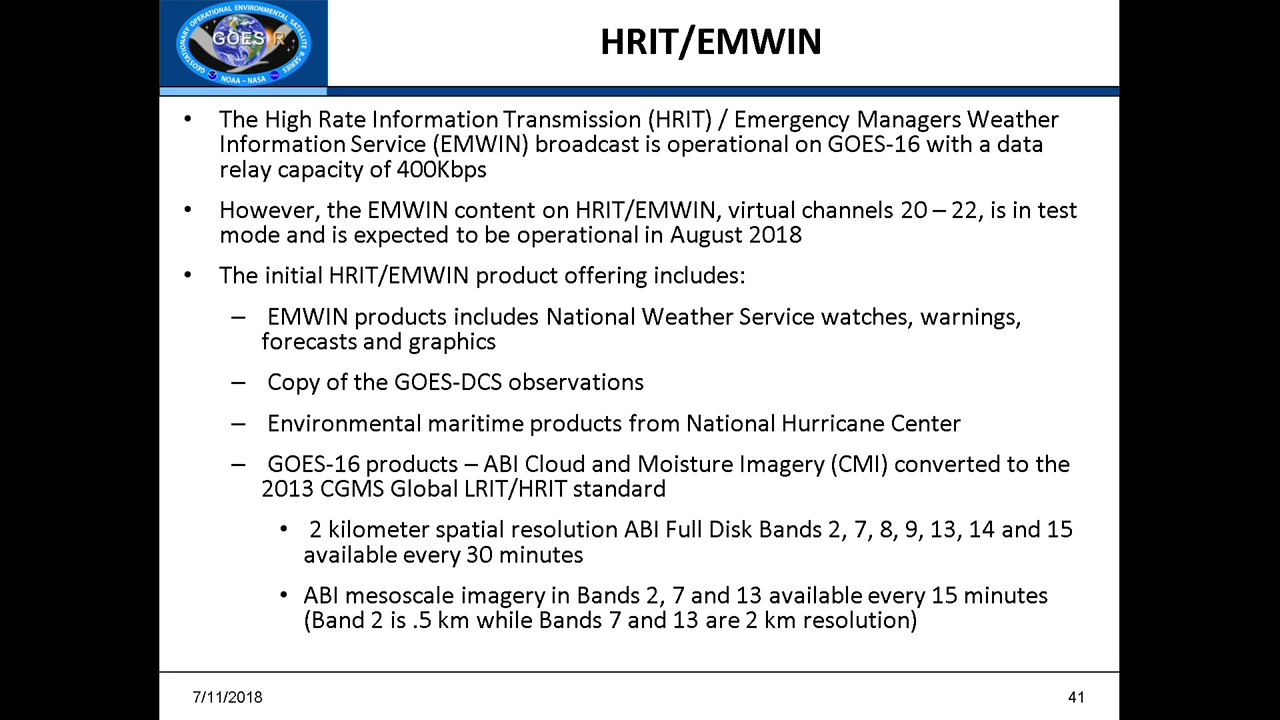 GEOSTATIONARY OPERATIONAL ENVIRONMENTAL SATELLITE R-SERIES
GOES R
NOAA – NASA
HRIT/EMWIN
• The High Rate Information Transmission (HRIT) / Emergency Managers Weather
Information Service (EMWIN) broadcast is operational on GOES-16 with a data
relay capacity of 400Kbps
• However, the EMWIN content on HRIT/EMWIN, virtual channels 20 – 22, is in test
mode and is expected to be operational in August 2018
• The initial HRIT/EMWIN product offering includes:
– EMWIN products includes National Weather Service watches, warnings,
forecasts and graphics
– Copy of the GOES-DCS observations
– Environmental maritime products from National Hurricane Center
– GOES-16 products – ABI Cloud and Moisture Imagery (CMI) converted to the
2013 CGMS Global LRIT/HRIT standard
• 2 kilometer spatial resolution ABI Full Disk Bands 2, 7, 8, 9, 13, 14 and 15
available every 30 minutes
• ABI mesoscale imagery in Bands 2, 7 and 13 available every 15 minutes
(Band 2 is .5 km while Bands 7 and 13 are 2 km resolution)
7/11/2018
41